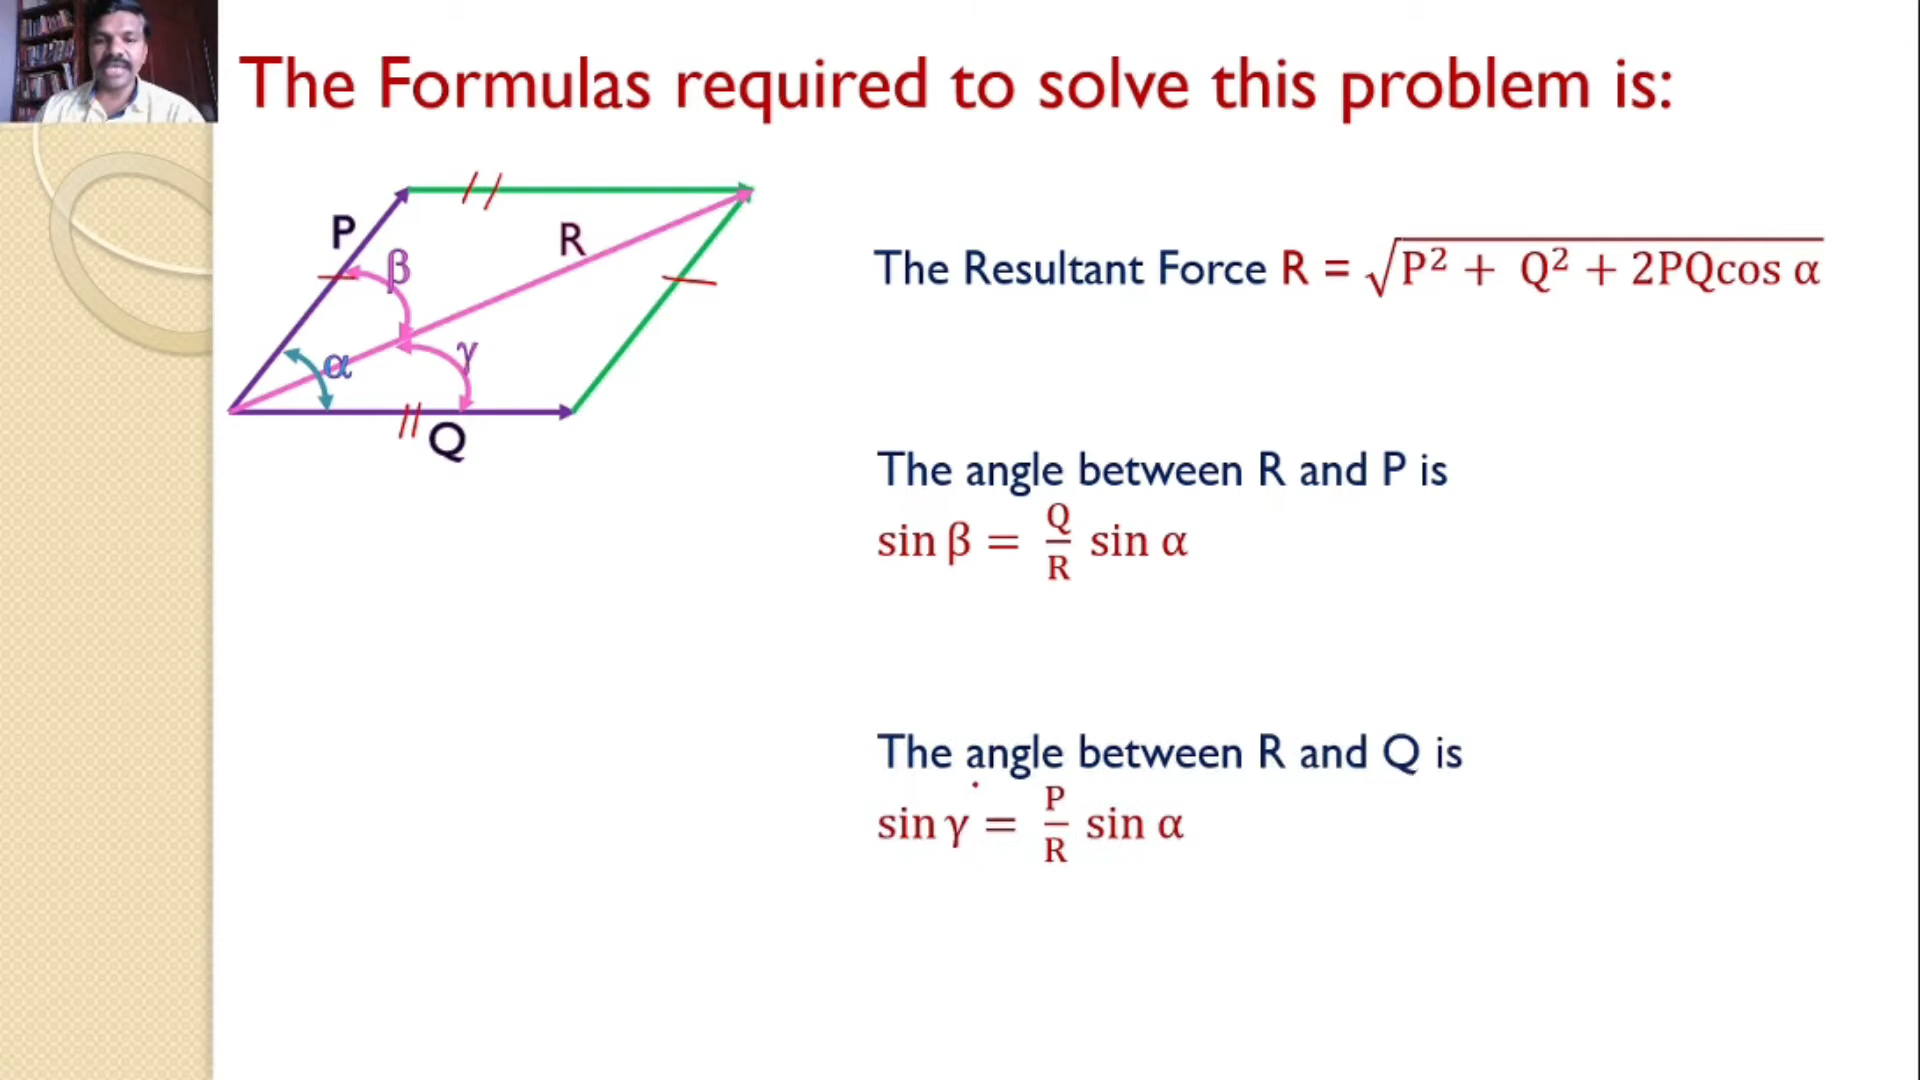 The Formulas required to solve this problem is:
P
β
R
α
γ
Q
The Resultant Force R = √P² + Q² + 2PQcos α
The angle between R and P is
sin β = Q/R sin α
The angle between R and Q is
sin γ = P/R sin α